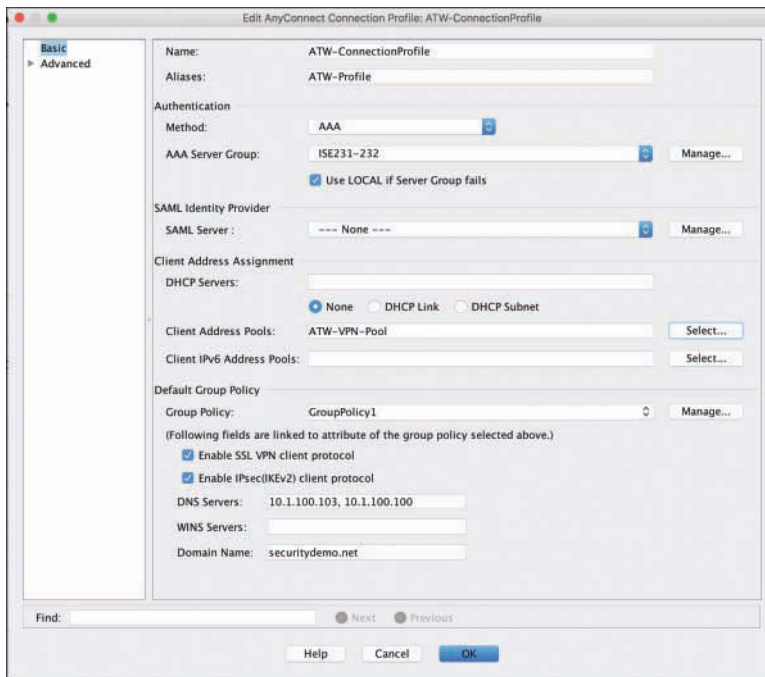 Edit AnyConnect Connection Profile: ATW-ConnectionProfile
Basic
Advanced
Name: ATW-ConnectionProfile
Aliases: ATW-Profile
Authentication
Method: AAA
AAA Server Group: ISE231-232 Manage...
Use LOCAL if Server Group fails
SAML Identity Provider
SAML Server : --- None --- Manage...
Client Address Assignment
DHCP Servers:
None DHCP Link DHCP Subnet
Client Address Pools: ATW-VPN-Pool Select...
Client IPv6 Address Pools: Select...
Default Group Policy
Group Policy: GroupPolicy1 Manage...
(Following fields are linked to attribute of the group policy selected above.)
Enable SSL VPN client protocol
Enable IPsec(IKEv2) client protocol
DNS Servers: 10.1.100.103, 10.1.100.100
WINS Servers:
Domain Name: securitydemo.net
Find: Next Previous
Help Cancel OK